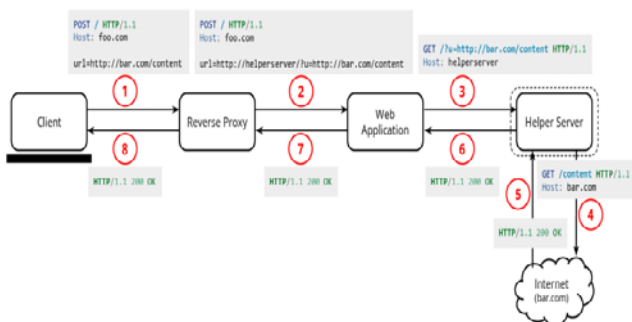 POST / HTTP/1.1
Host: foo.com
url=http://bar.com/content
POST / HTTP/1.1
Host: foo.com
url=http://helperserver/?u=http://bar.com/content
GET /?u=http://bar.com/content HTTP/1.1
Host: helperserver
1
2
3
Client
Reverse Proxy
Web
Application
Helper Server
8
7
6
HTTP/1.1 200 OK
HTTP/1.1 200 OK
HTTP/1.1 200 OK
5
GET /content HTTP/1.1
Host: bar.com
4
HTTP/1.1 200 OK
Internet
(bar.com)